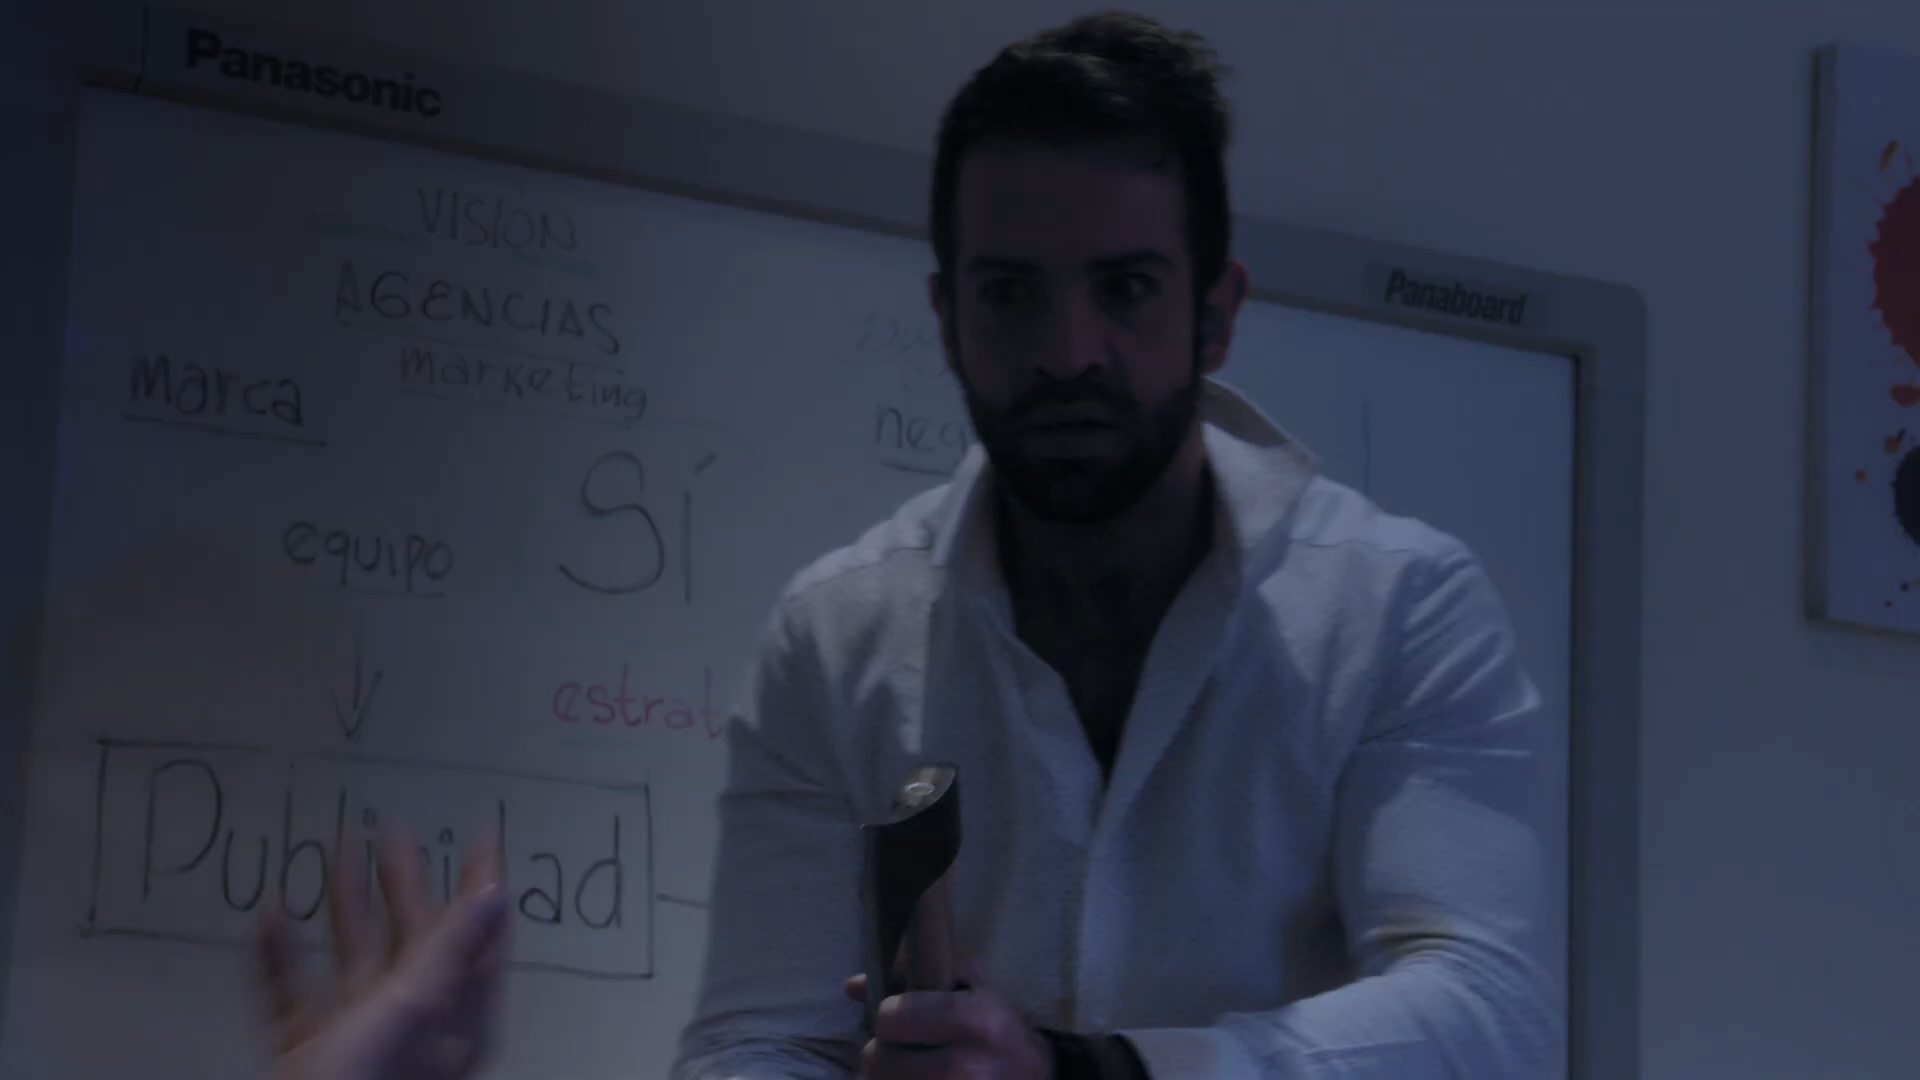 Panasonic
Panaboard
VISIÓN
AGENCIAS
marketing
marca
Sí
equipo
estrat
Publicidad